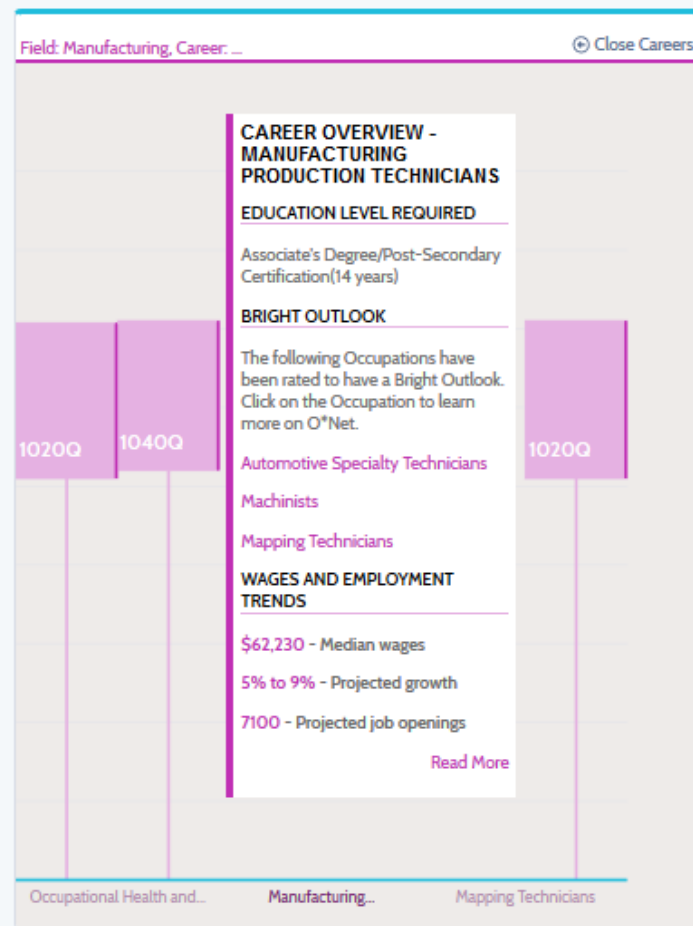 Field: Manufacturing, Career: ...
Close Careers
CAREER OVERVIEW -
MANUFACTURING
PRODUCTION TECHNICIANS
EDUCATION LEVEL REQUIRED
Associate's Degree/Post-Secondary
Certification(14 years)
BRIGHT OUTLOOK
The following Occupations have
been rated to have a Bright Outlook.
Click on the Occupation to learn
more on O*Net.
Automotive Specialty Technicians
Machinists
Mapping Technicians
WAGES AND EMPLOYMENT
TRENDS
$62,230 - Median wages
5% to 9% - Projected growth
7100 - Projected job openings
Read More
1020Q
1040Q
1020Q
Occupational Health and...
Manufacturing...
Mapping Technicians